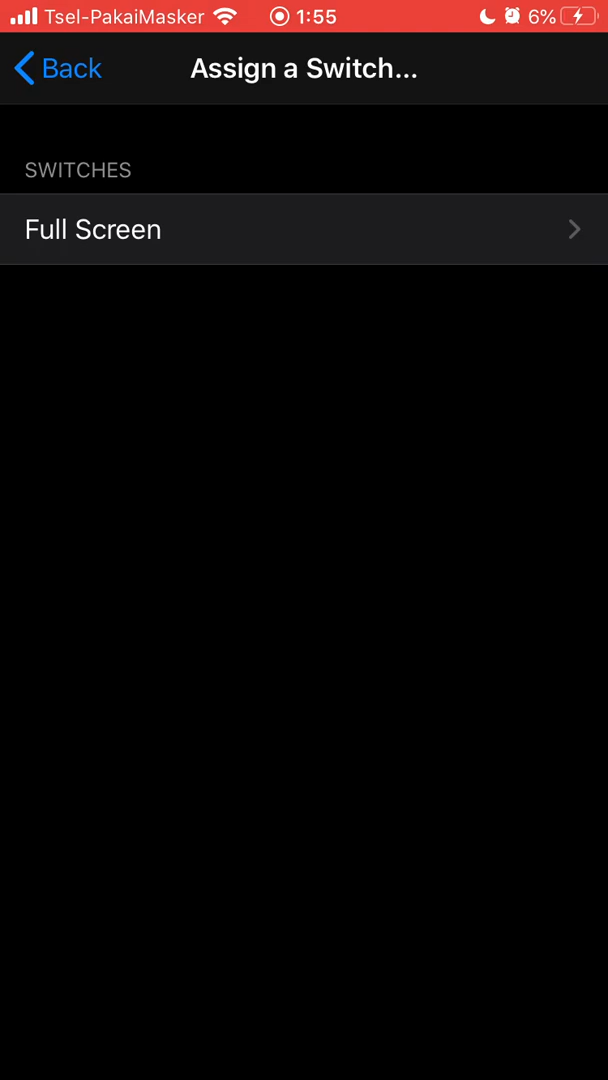 Tsel-PakaiMasker 1:55 6%
Back Assign a Switch...
SWITCHES
Full Screen